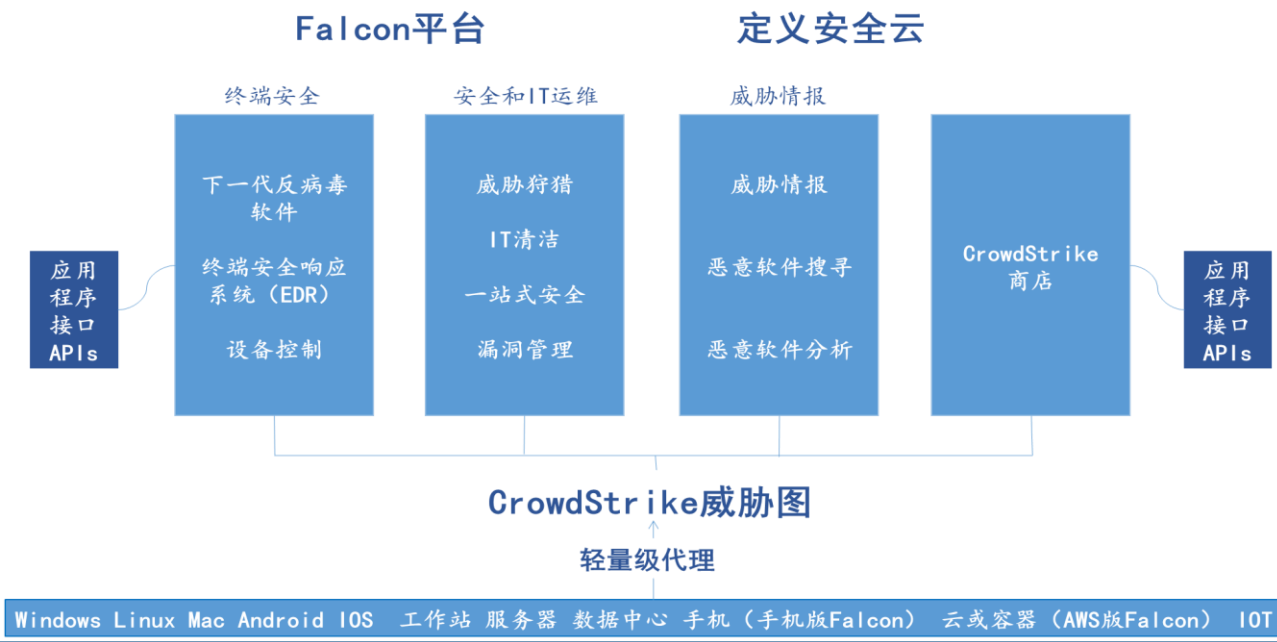 Falcon平台
定义安全云
终端安全
安全和IT运维
威胁情报
下一代反病毒
软件
终端安全响应
系统（EDR）
设备控制
威胁狩猎
IT清洁
一站式安全
漏洞管理
威胁情报
恶意软件搜寻
恶意软件分析
CrowdStrike
商店
应用
程序
接口
APIs
应用
程序
接口
APIs
CrowdStrike威胁图
轻量级代理
Windows Linux Mac Android IOS 工作站 服务器 数据中心 手机（手机版Falcon） 云或容器（AWS版Falcon） IOT